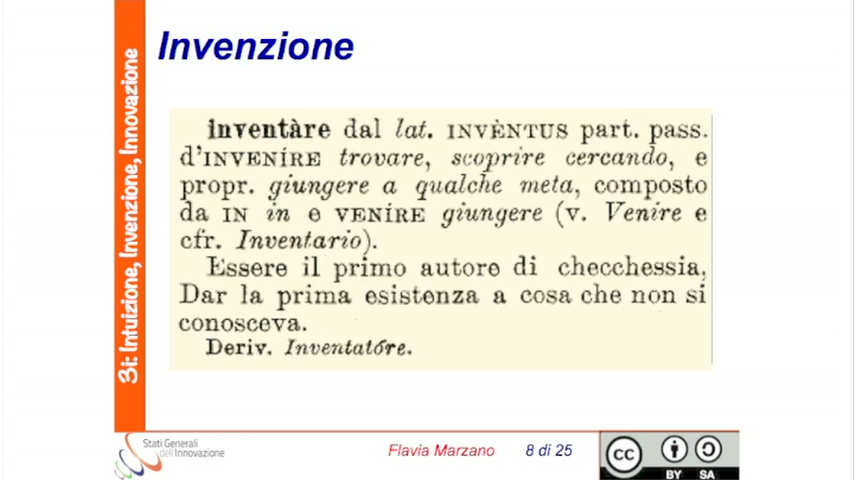 Invenzione
3i: Intuizione, Invenzione, Innovazione
inventàre dal lat. INVÈNTUS part. pass.
d'INVENÍRE trovare, scoprire cercando, e
propr. giungere a qualche meta, composto
da IN in e VENÍRE giungere (v. Venire e
cfr. Inventario).
Essere il primo autore di checchessia,
Dar la prima esistenza a cosa che non si
conosceva.
Deriv. Inventatóre.
Stati Generali
dell'Innovazione
Flavia Marzano
8 di 25
CC
BY SA